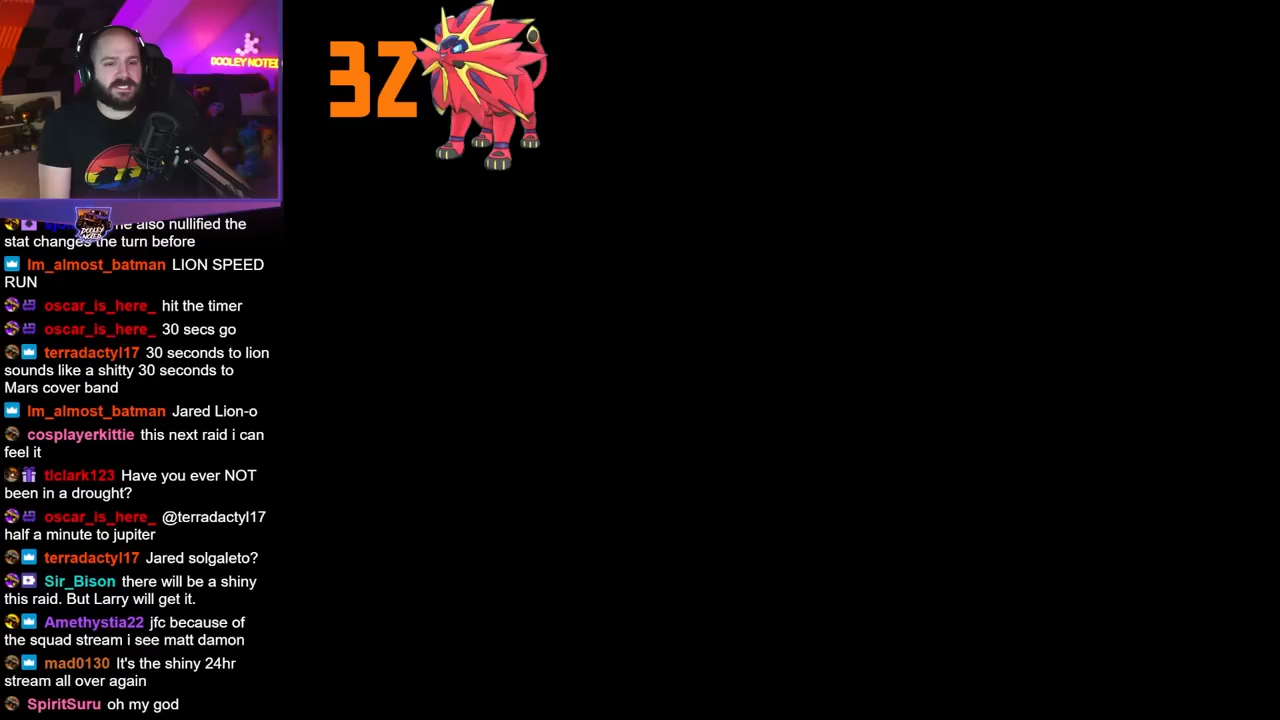 DOOLEY NOTED
32
DOOLEY
NOTED
he also nullified the
stat changes the turn before
Im_almost_batman LION SPEED
RUN
oscar_is_here_ hit the timer
oscar_is_here_ 30 secs go
terradactyl17 30 seconds to lion
sounds like a shitty 30 seconds to
Mars cover band
Im_almost_batman Jared Lion-o
cosplayerkittie this next raid i can
feel it
tlclark123 Have you ever NOT
been in a drought?
oscar_is_here_ @terradactyl17
half a minute to jupiter
terradactyl17 Jared solgaleto?
Sir_Bison there will be a shiny
this raid. But Larry will get it.
Amethystia22 jfc because of
the squad stream i see matt damon
mad0130 It's the shiny 24hr
stream all over again
SpiritSuru oh my god